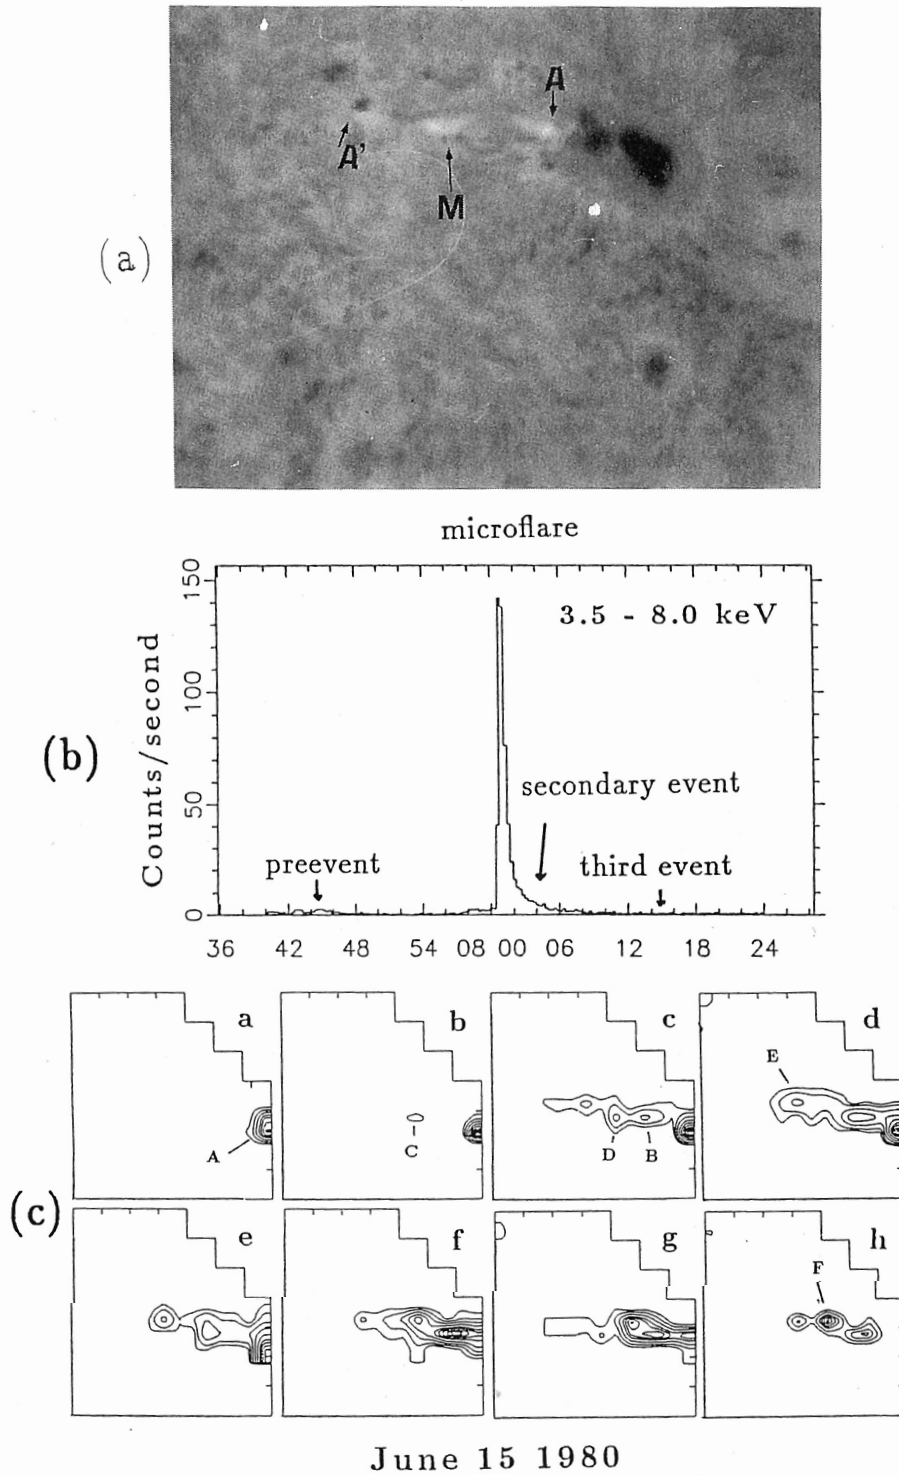 A
A'
M
(a)
microflare
150
3.5 - 8.0 keV
100
Counts/second
(b)
secondary event
50
preevent
third event
0
36 42 48 54 08 00 06 12 18 24
a b c d
E
A C D B
(c)
e f g h
F
June 15 1980